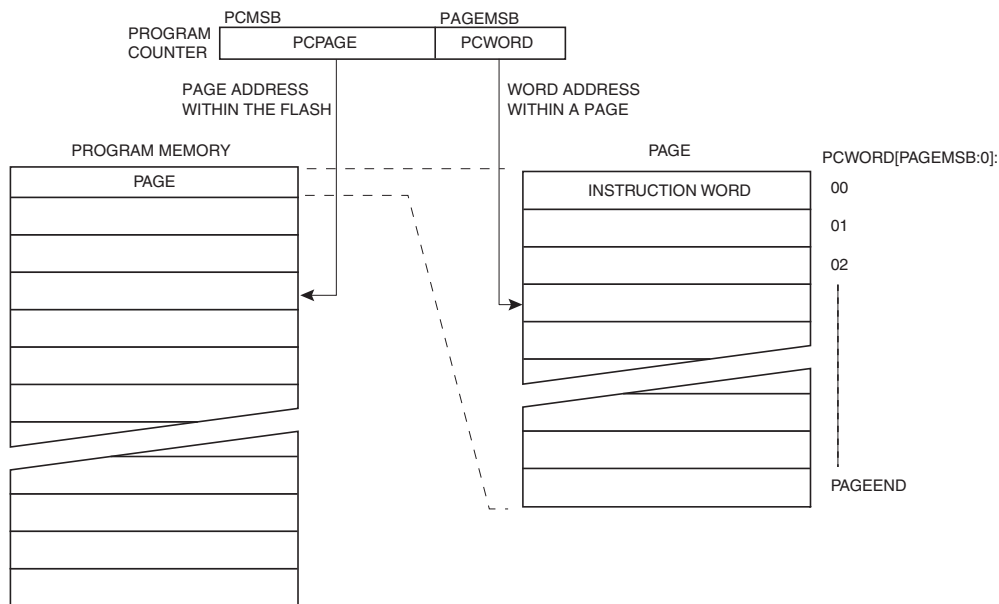 PCMSB
PAGEMSB
PROGRAM
COUNTER
PCPAGE
PCWORD
PAGE ADDRESS
WITHIN THE FLASH
WORD ADDRESS
WITHIN A PAGE
PROGRAM MEMORY
PAGE
PCWORD[PAGEMSB:0]:
PAGE
INSTRUCTION WORD
00
01
02
PAGEEND